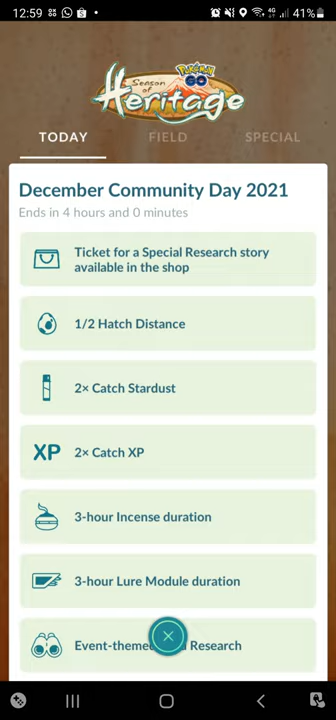 12:59
41%
Season of
POKÉMON GO
Heritage
TODAY FIELD SPECIAL
December Community Day 2021
Ends in 4 hours and 0 minutes
Ticket for a Special Research story
available in the shop
1/2 Hatch Distance
2× Catch Stardust
XP 2× Catch XP
3-hour Incense duration
3-hour Lure Module duration
Event-themed Research